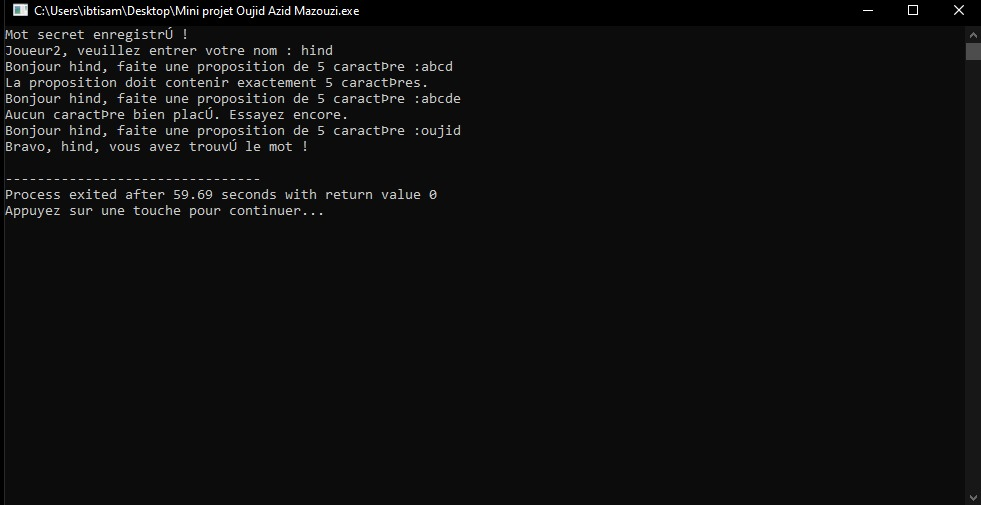 C:\Users\ibtisam\Desktop\Mini projet Oujid Azid Mazouzi.exe
Mot secret enregistrÚ !
Joueur2, veuillez entrer votre nom : hind
Bonjour hind, faite une proposition de 5 caractÞre :abcd
La proposition doit contenir exactement 5 caractÞres.
Bonjour hind, faite une proposition de 5 caractÞre :abcde
Aucun caractÞre bien placÚ. Essayez encore.
Bonjour hind, faite une proposition de 5 caractÞre :oujid
Bravo, hind, vous avez trouvÚ le mot !
--------------------------------
Process exited after 59.69 seconds with return value 0
Appuyez sur une touche pour continuer...